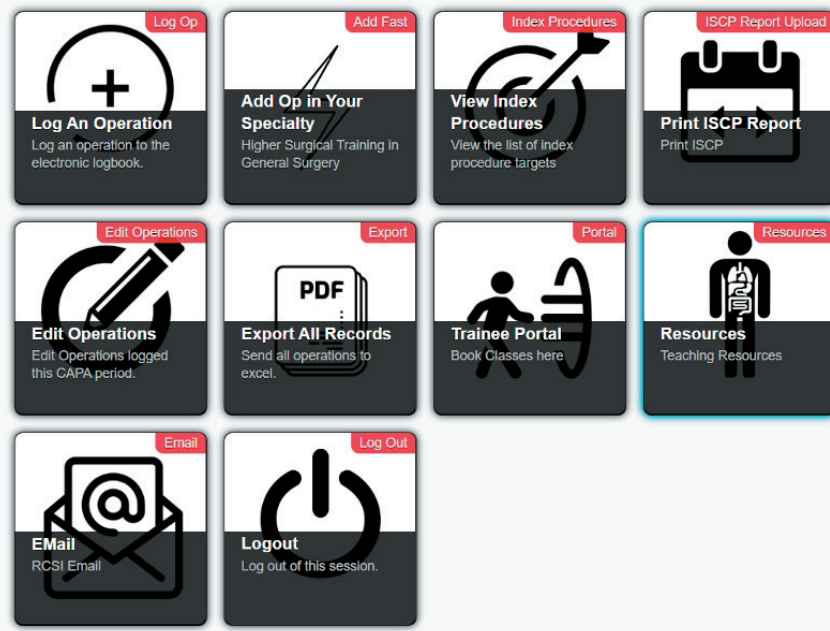 Log Op
Log An Operation
Log an operation to the
electronic logbook.
Add Fast
Add Op in Your
Specialty
Higher Surgical Training in
General Surgery
Index Procedures
View Index
Procedures
View the list of index
procedure targets
ISCP Report Upload
Print ISCP Report
Print ISCP
Edit Operations
Edit Operations
Edit Operations logged
this CAPA period.
Export
PDF
Export All Records
Send all operations to
excel.
Portal
Trainee Portal
Book Classes here
Resources
Resources
Teaching Resources
Email
@
EMail
RCSI Email
Log Out
Logout
Log out of this session.